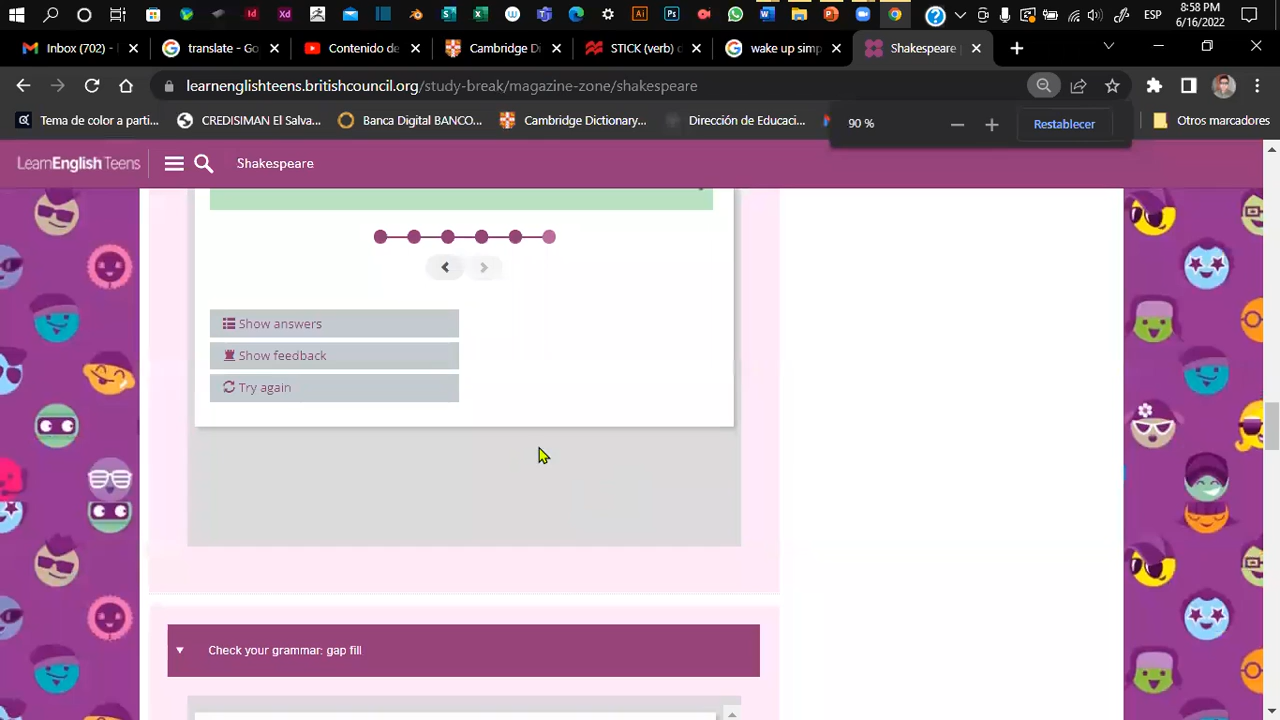 ESP
8:58 PM
6/16/2022
Inbox (702) -
translate - Go
Contenido de
Cambridge Di
STICK (verb) c
wake up simp
Shakespeare
learnenglishteens.britishcouncil.org/study-break/magazine-zone/shakespeare
Tema de color a parti...
CREDISIMAN El Salva...
Banca Digital BANCO...
Cambridge Dictionary...
Dirección de Educaci...
Otros marcadores
90 %
Restablecer
LearnEnglish Teens
Shakespeare
Show answers
Show feedback
Try again
Check your grammar: gap fill